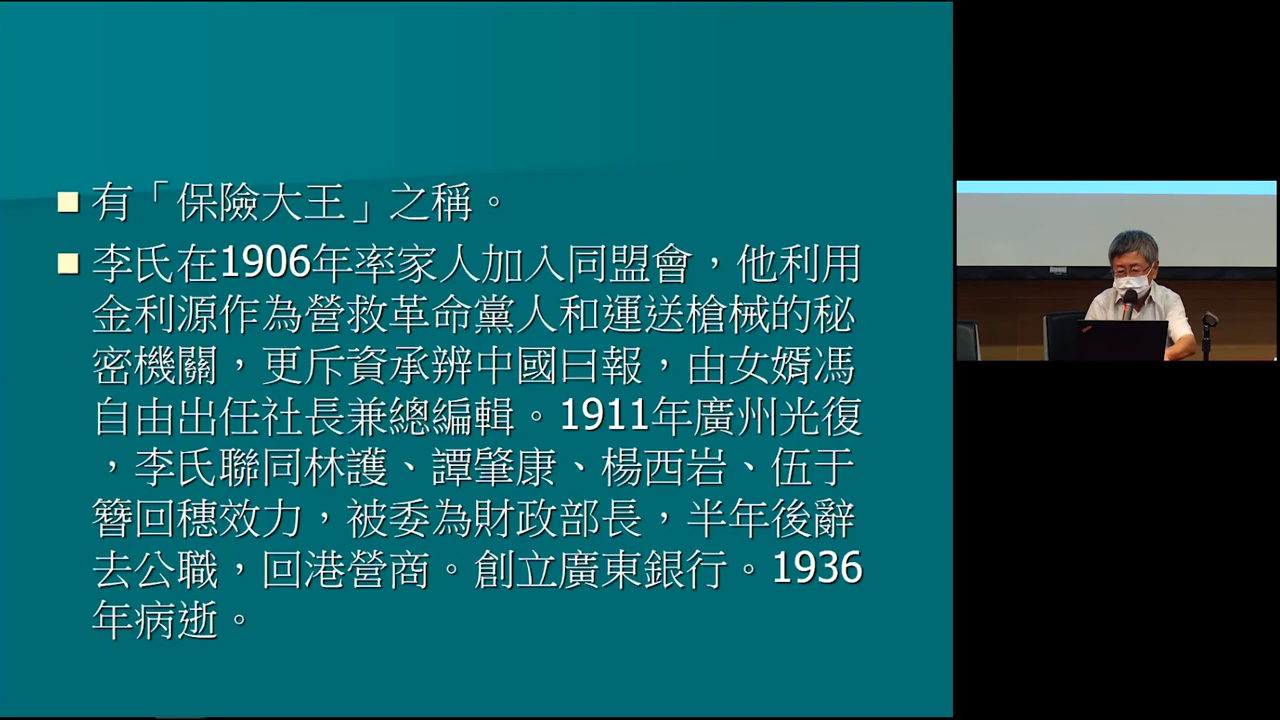 有「保險大王」之稱。
李氏在1906年率家人加入同盟會，他利用
金利源作為營救革命黨人和運送槍械的秘
密機關，更斥資承辨中國日報，由女婿馮
自由出任社長兼總編輯。1911年廣州光復
，李氏聯同林護、譚肇康、楊西岩、伍于
簪回穗效力，被委為財政部長，半年後辭
去公職，回港營商。創立廣東銀行。1936
年病逝。